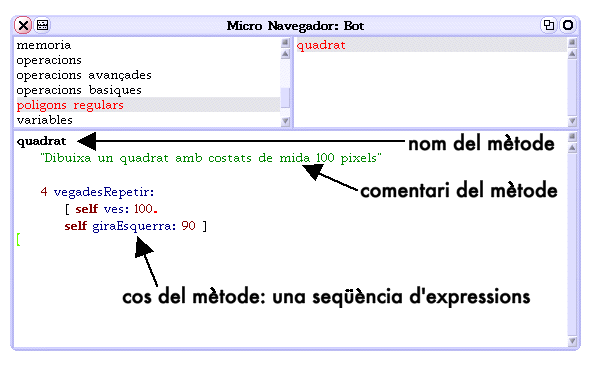 Micro Navegador: Bot
memoria
operacions
operacions avançades
operacions basiques
poligons regulars
variables
quadrat
quadrat
nom del mètode
"Dibuixa un quadrat amb costats de mida 100 pixels"
comentari del mètode
4 vegadesRepetir:
[ self ves: 100.
self giraEsquerra: 90 ]
[
cos del mètode: una seqüència d'expressions